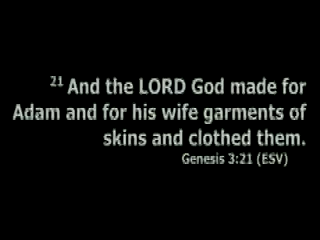 21 And the LORD God made for
Adam and for his wife garments of
skins and clothed them.
Genesis 3:21 (ESV)